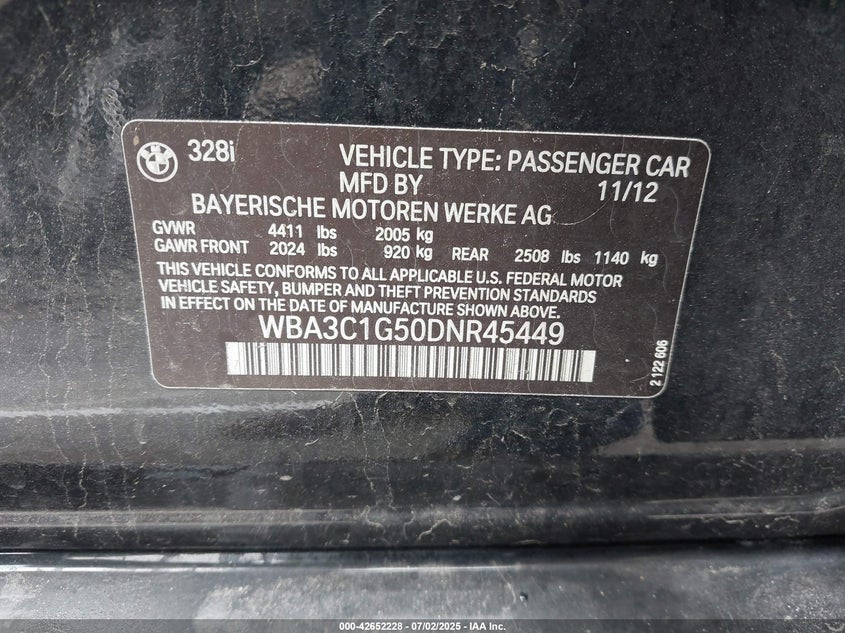 328i VEHICLE TYPE: PASSENGER CAR
MFD BY 11/12
BAYERISCHE MOTOREN WERKE AG
GVWR 4411 lbs 2005 kg
GAWR FRONT 2024 lbs 920 kg REAR 2508 lbs 1140 kg
THIS VEHICLE CONFORMS TO ALL APPLICABLE U.S. FEDERAL MOTOR
VEHICLE SAFETY, BUMPER AND THEFT PREVENTION STANDARDS
IN EFFECT ON THE DATE OF MANUFACTURE SHOWN ABOVE.
WBA3C1G50DNR45449
2 122 606
000-42652228 - 07/02/2025 - IAA Inc.